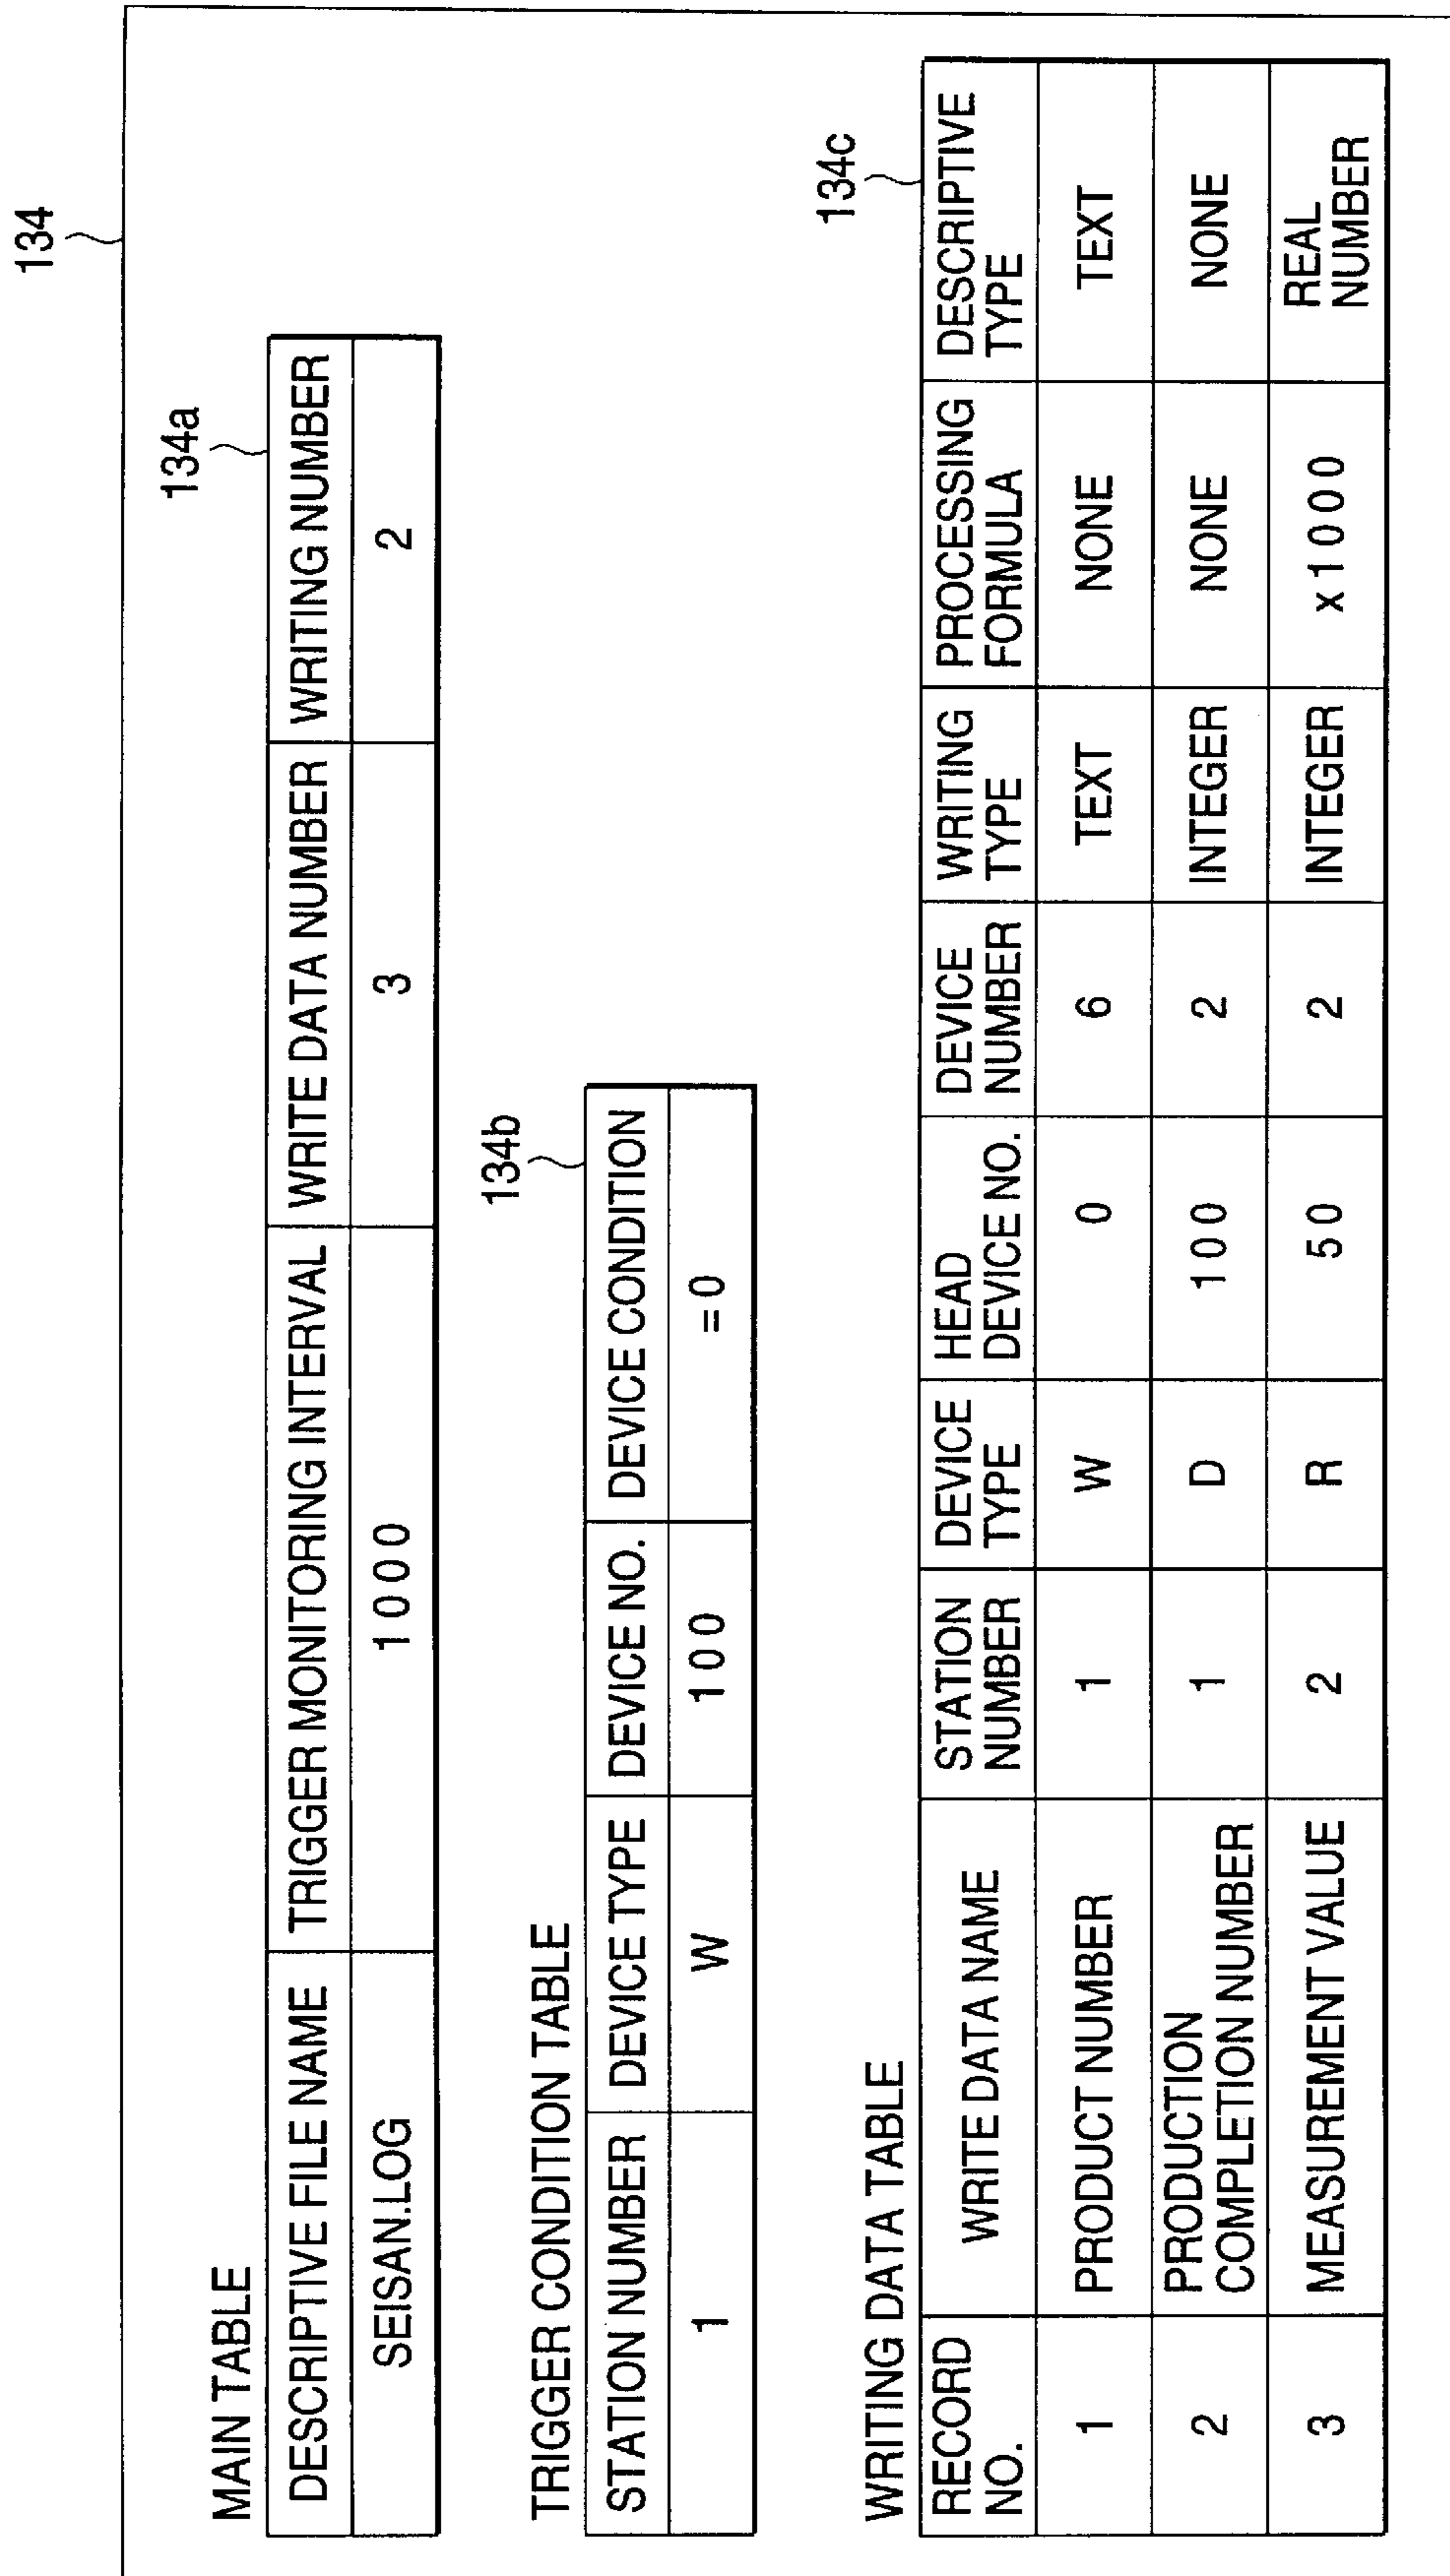 134
134a
MAIN TABLE
DESCRIPTIVE FILE NAME TRIGGER MONITORING INTERVAL WRITE DATA NUMBER WRITING NUMBER
SEISAN.LOG 1000 3 2
134b
TRIGGER CONDITION TABLE
STATION NUMBER DEVICE TYPE DEVICE NO. DEVICE CONDITION
1 W 100 =0
134c
WRITING DATA TABLE
RECORD NO. WRITE DATA NAME STATION NUMBER DEVICE TYPE HEAD DEVICE NO. DEVICE NUMBER WRITING TYPE PROCESSING FORMULA DESCRIPTIVE TYPE
1 PRODUCT NUMBER 1 W 0 6 TEXT NONE TEXT
2 PRODUCTION COMPLETION NUMBER 1 D 100 2 INTEGER NONE NONE
3 MEASUREMENT VALUE 2 R 50 2 INTEGER x1000 REAL NUMBER